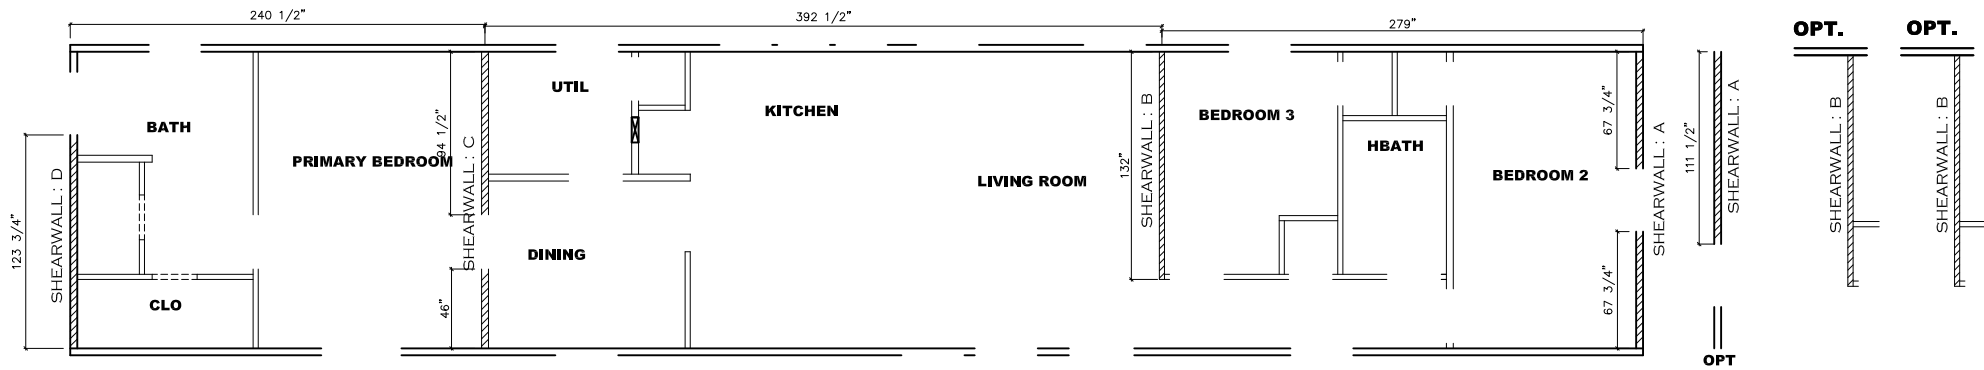 240 1/2"
392 1/2"
279"
OPT.
OPT.
UTIL
KITCHEN
BATH
PRIMARY BEDROOM
94 1/2"
SHEARWALL : C
LIVING ROOM
132"
SHEARWALL : B
BEDROOM 3
HBATH
BEDROOM 2
67 3/4"
SHEARWALL : A
111 1/2"
SHEARWALL : A
SHEARWALL : B
SHEARWALL : B
123 3/4"
SHEARWALL : D
DINING
CLO
46"
67 3/4"
OPT